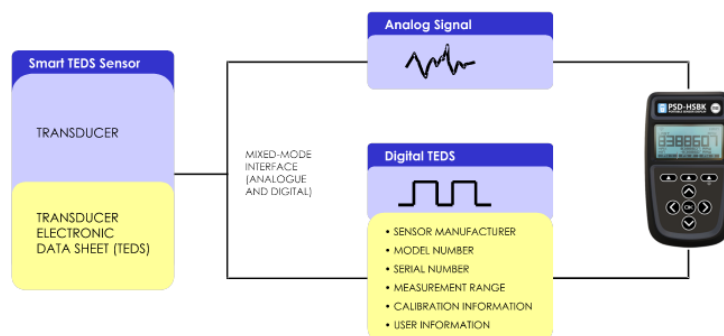 Smart TEDS Sensor
TRANSDUCER
TRANSDUCER
ELECTRONIC
DATA SHEET (TEDS)
MIXED-MODE
INTERFACE
(ANALOGUE
AND DIGITAL)
Analog Signal
Digital TEDS
• SENSOR MANUFACTURER
• MODEL NUMBER
• SERIAL NUMBER
• MEASUREMENT RANGE
• CALIBRATION INFORMATION
• USER INFORMATION
PSD-HSBK
8388607
OK